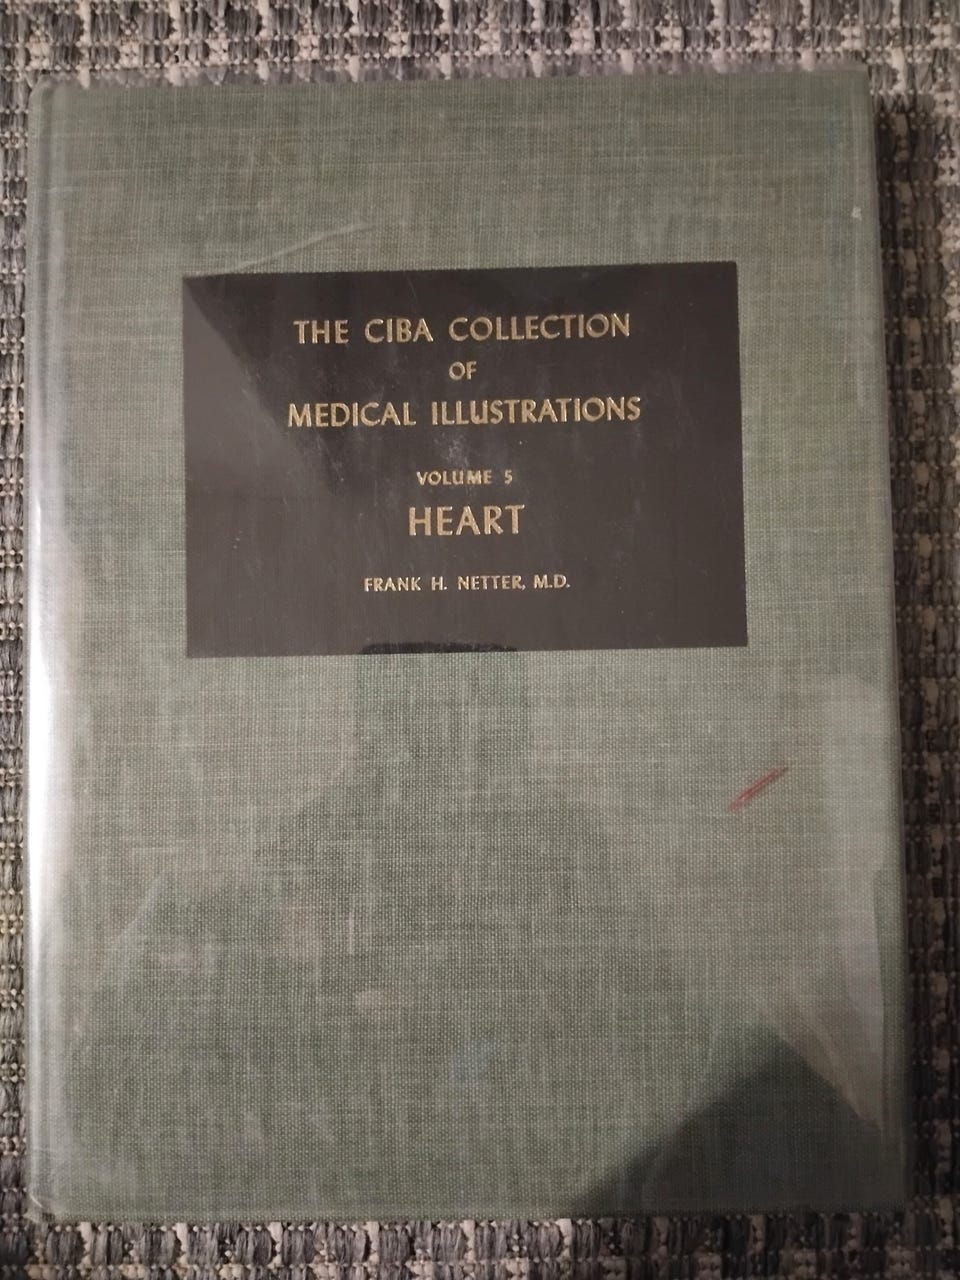 THE CIBA COLLECTION
OF
MEDICAL ILLUSTRATIONS
VOLUME 5
HEART
FRANK H. NETTER, M.D.